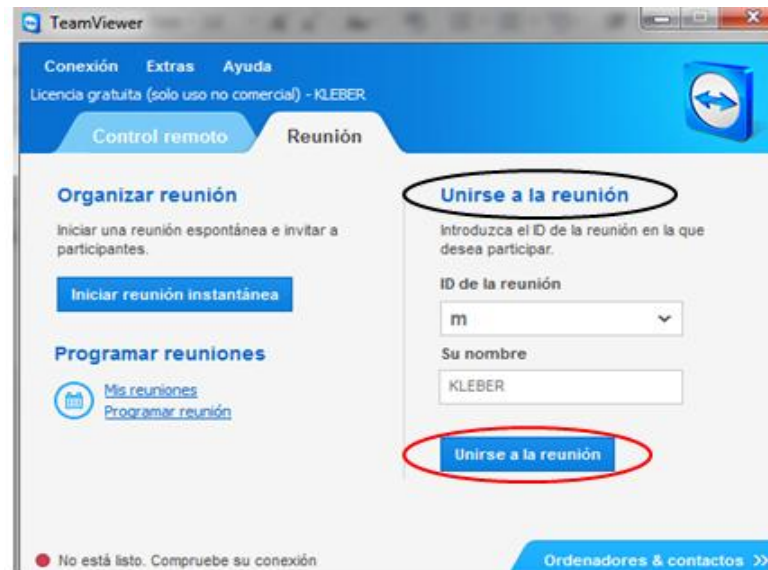 TeamViewer
Conexión Extras Ayuda
Licencia gratuita (solo uso no comercial) - KLEBER
Control remoto
Reunión
Organizar reunión
Iniciar una reunión espontánea e invitar a
participantes.
Iniciar reunión instantánea
Programar reuniones
Mis reuniones
Programar reunión
Unirse a la reunión
Introduzca el ID de la reunión en la que
desea participar.
ID de la reunión
m
Su nombre
KLEBER
Unirse a la reunión
No está listo. Compruebe su conexión
Ordenadores & contactos >>